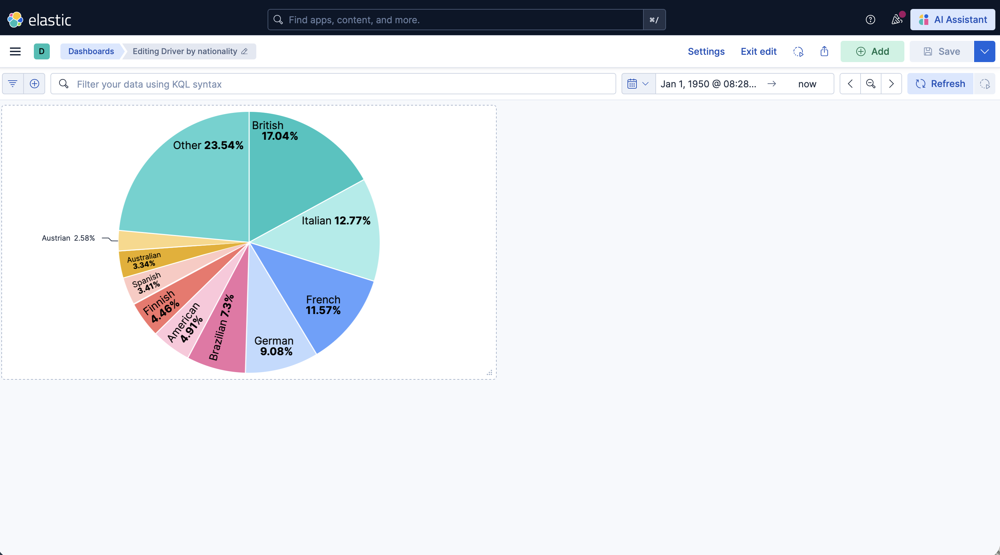 elastic
Find apps, content, and more.
⌘/
AI Assistant
D
Dashboards
Editing Driver by nationality
Settings
Exit edit
Add
Save
Filter your data using KQL syntax
Jan 1, 1950 @ 08:28...
→
now
Refresh
British
17.04%
Other 23.54%
Italian 12.77%
Austrian 2.58%
Australian
3.34%
Spanish
3.41%
Finnish
4.46%
American
4.91%
Brazilian 7.3%
German
9.08%
French
11.57%